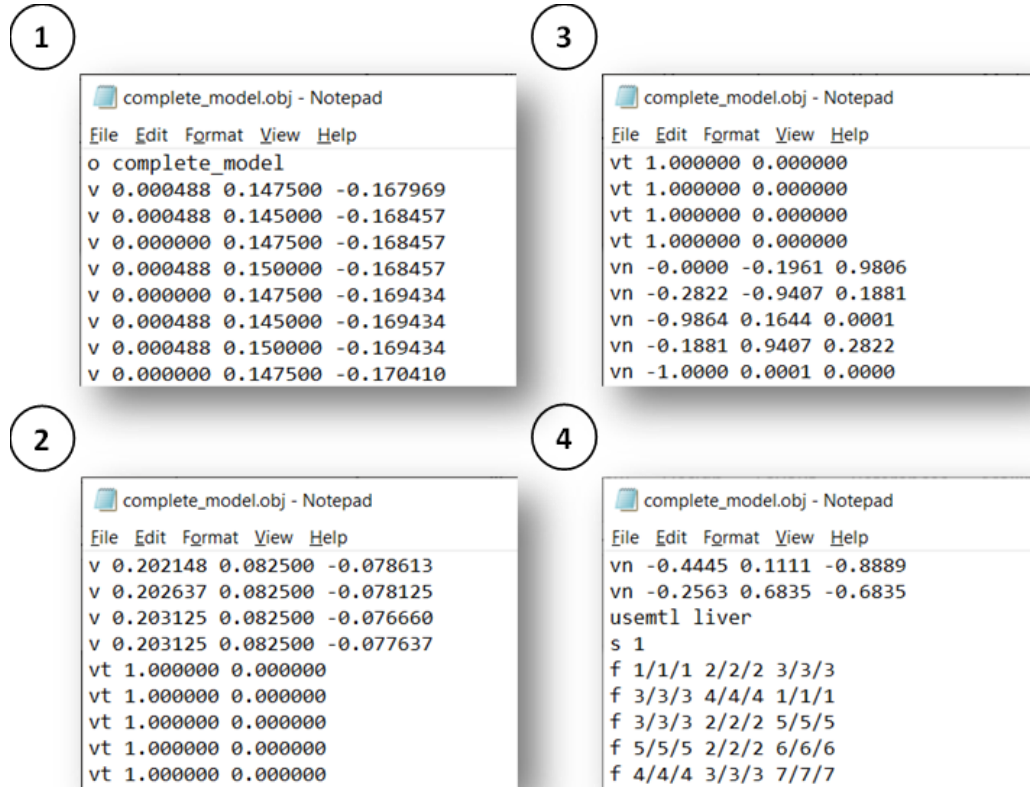 1
complete_model.obj - Notepad
File Edit Format View Help
o complete_model
v 0.000488 0.147500 -0.167969
v 0.000488 0.145000 -0.168457
v 0.000000 0.147500 -0.168457
v 0.000488 0.150000 -0.168457
v 0.000000 0.147500 -0.169434
v 0.000488 0.145000 -0.169434
v 0.000488 0.150000 -0.169434
v 0.000000 0.147500 -0.170410
2
complete_model.obj - Notepad
File Edit Format View Help
v 0.202148 0.082500 -0.078613
v 0.202637 0.082500 -0.078125
v 0.203125 0.082500 -0.076660
v 0.203125 0.082500 -0.077637
vt 1.000000 0.000000
vt 1.000000 0.000000
vt 1.000000 0.000000
vt 1.000000 0.000000
vt 1.000000 0.000000
3
complete_model.obj - Notepad
File Edit Format View Help
vt 1.000000 0.000000
vt 1.000000 0.000000
vt 1.000000 0.000000
vt 1.000000 0.000000
vn -0.0000 -0.1961 0.9806
vn -0.2822 -0.9407 0.1881
vn -0.9864 0.1644 0.0001
vn -0.1881 0.9407 0.2822
vn -1.0000 0.0001 0.0000
4
complete_model.obj - Notepad
File Edit Format View Help
vn -0.4445 0.1111 -0.8889
vn -0.2563 0.6835 -0.6835
usemtl liver
s 1
f 1/1/1 2/2/2 3/3/3
f 3/3/3 4/4/4 1/1/1
f 3/3/3 2/2/2 5/5/5
f 5/5/5 2/2/2 6/6/6
f 4/4/4 3/3/3 7/7/7